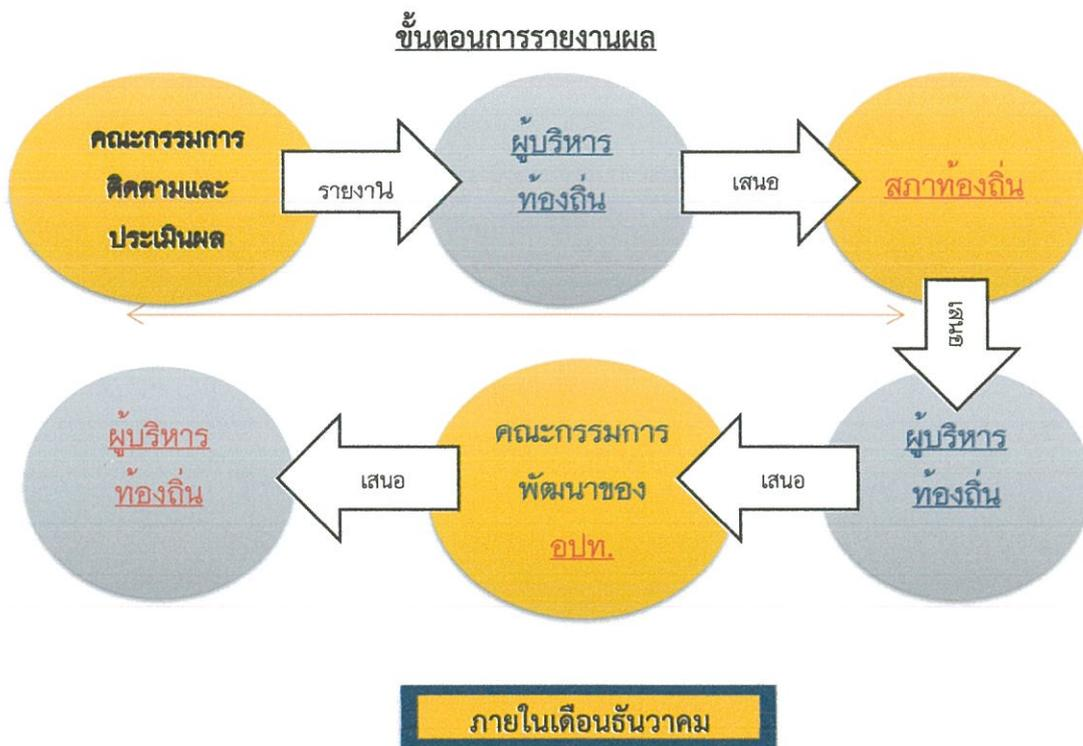 ขั้นตอนการรายงานผล
คณะกรรมการ
ติดตามและ
ประเมินผล
รายงาน
ผู้บริหาร
ท้องถิ่น
เสนอ
สภาท้องถิ่น
เสนอ
ผู้บริหาร
ท้องถิ่น
เสนอ
คณะกรรมการ
พัฒนาของ
อปท.
เสนอ
ผู้บริหาร
ท้องถิ่น
ภายในเดือนธันวาคม